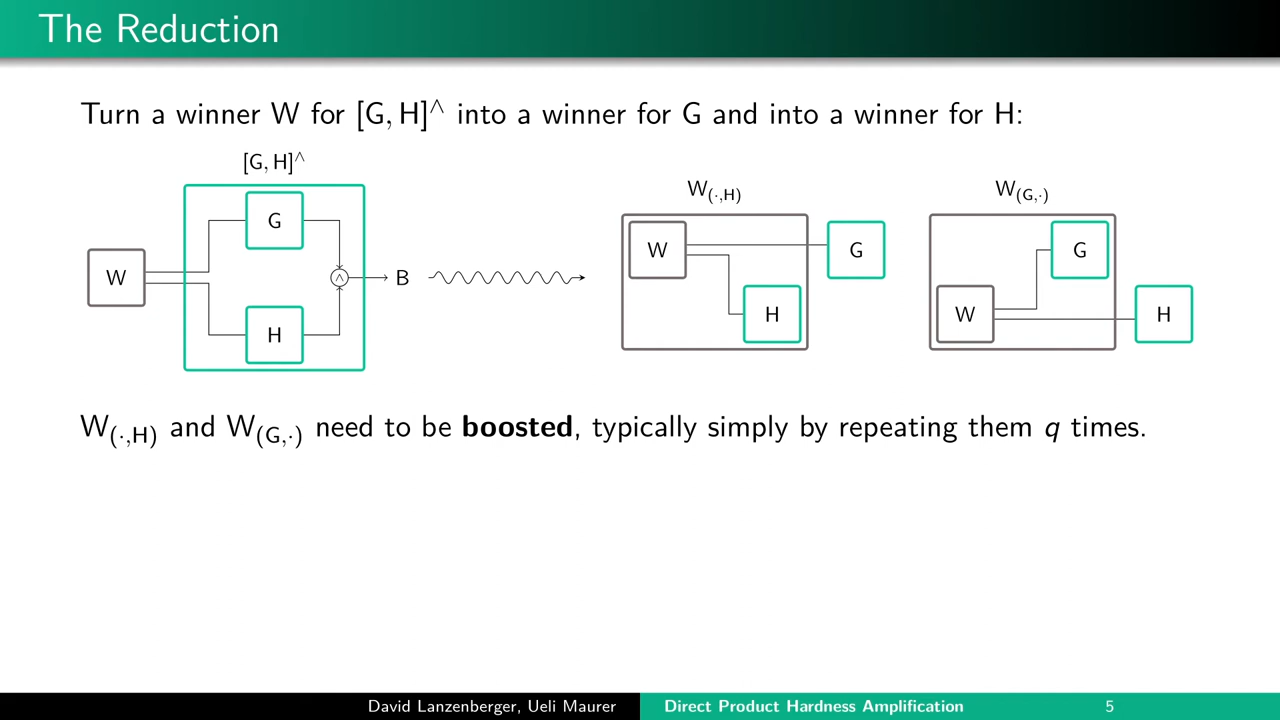 The Reduction
Turn a winner W for [G, H]^∧ into a winner for G and into a winner for H:
[G, H]^∧
W
G
H
∧
B
W_(·,H)
W
G
H
W_(G,·)
G
W
H
W_(·,H) and W_(G,·) need to be boosted, typically simply by repeating them q times.
David Lanzenberger, Ueli Maurer Direct Product Hardness Amplification 5